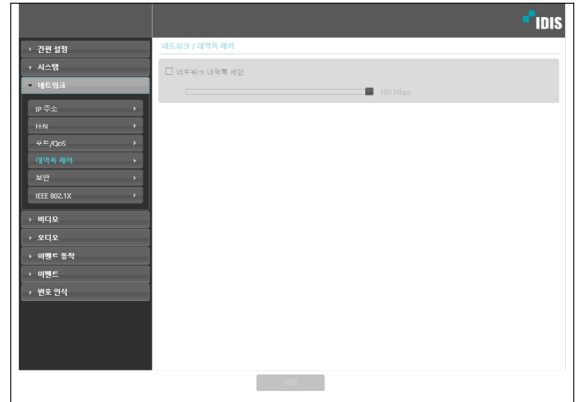 IDIS
간편 설정
시스템
네트워크
IP 주소
FEN
포트/QoS
대역폭 제어
보안
IEEE 802.1X
비디오
오디오
이벤트 동작
이벤트
번호 인식
네트워크 / 대역폭 제어
네트워크 대역폭 제한
100 Mbps
저장